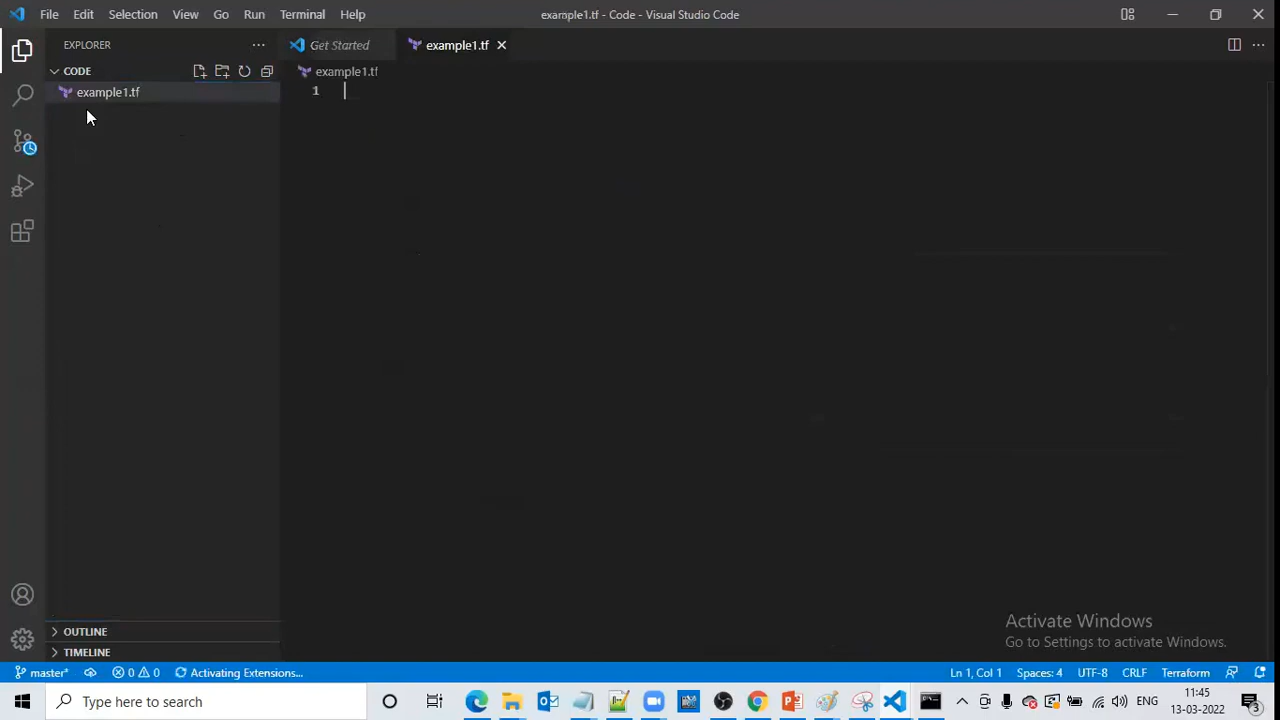 File Edit Selection View Go Run Terminal Help
example1.tf - Code - Visual Studio Code
EXPLORER
Get Started
example1.tf
CODE
example1.tf
example1.tf
1
OUTLINE
TIMELINE
Activate Windows
Go to Settings to activate Windows.
master* 0 0 Activating Extensions... Ln 1, Col 1 Spaces: 4 UTF-8 CRLF Terraform
Type here to search
ENG
11:45
13-03-2022
3